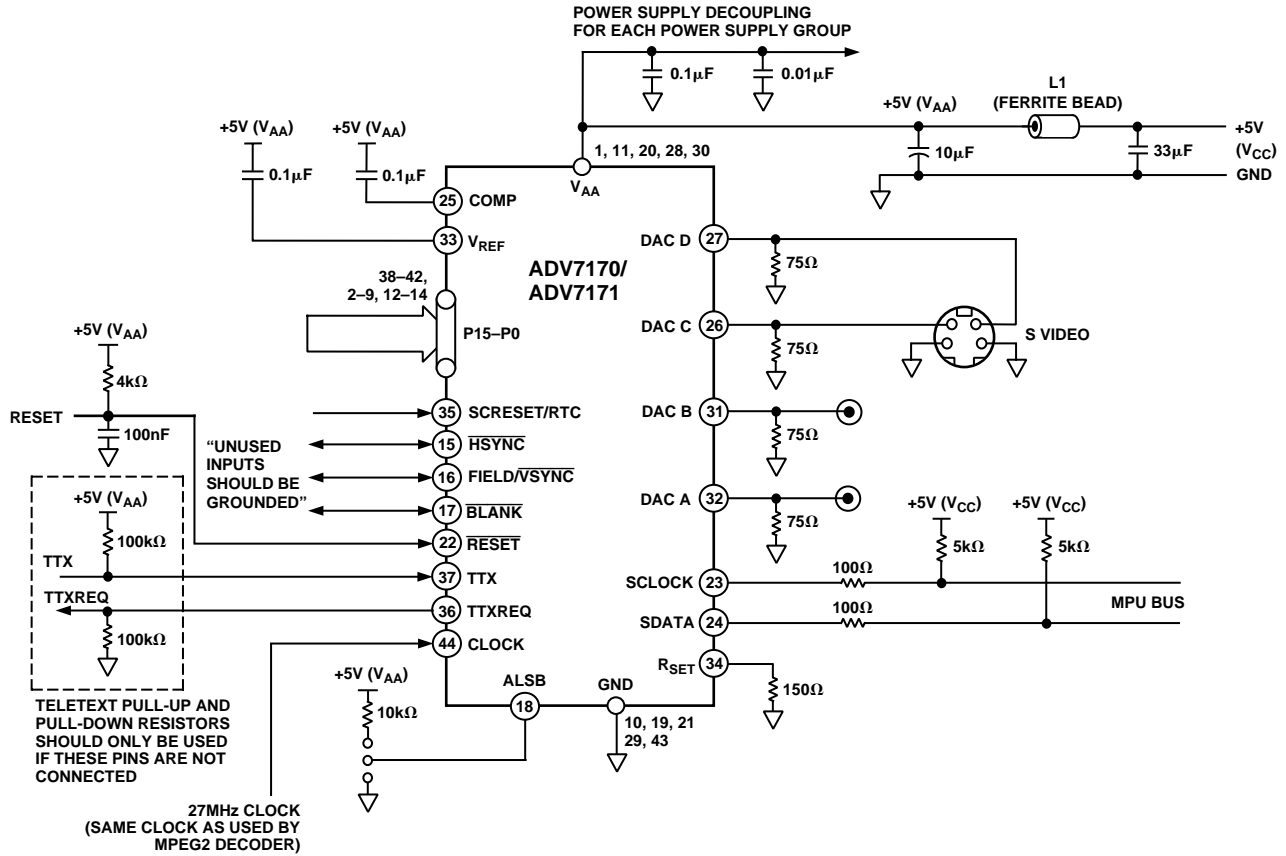 POWER SUPPLY DECOUPLING
FOR EACH POWER SUPPLY GROUP
0.1µF
0.01µF
L1
(FERRITE BEAD)
+5V (VAA)
10µF
33µF
+5V
(VCC)
GND
+5V (VAA)
0.1µF
+5V (VAA)
0.1µF
1, 11, 20, 28, 30
VAA
25
COMP
33
VREF
ADV7170/
ADV7171
38–42,
2–9, 12–14
P15–P0
DAC D
27
75Ω
DAC C
26
75Ω
S VIDEO
DAC B
31
75Ω
DAC A
32
75Ω
+5V (VAA)
4kΩ
RESET
100nF
35
SCRESET/RTC
"UNUSED
INPUTS
SHOULD BE
GROUNDED"
15
HSYNC
16
FIELD/VSYNC
17
BLANK
22
RESET
+5V (VAA)
100kΩ
TTX
37
TTX
TTXREQ
36
TTXREQ
100kΩ
44
CLOCK
+5V (VCC)
5kΩ
+5V (VCC)
5kΩ
SCLOCK
23
100Ω
MPU BUS
SDATA
24
100Ω
RSET
34
150Ω
+5V (VAA)
10kΩ
ALSB
18
GND
10, 19, 21
29, 43
TELETEXT PULL-UP AND
PULL-DOWN RESISTORS
SHOULD ONLY BE USED
IF THESE PINS ARE NOT
CONNECTED
27MHz CLOCK
(SAME CLOCK AS USED BY
MPEG2 DECODER)